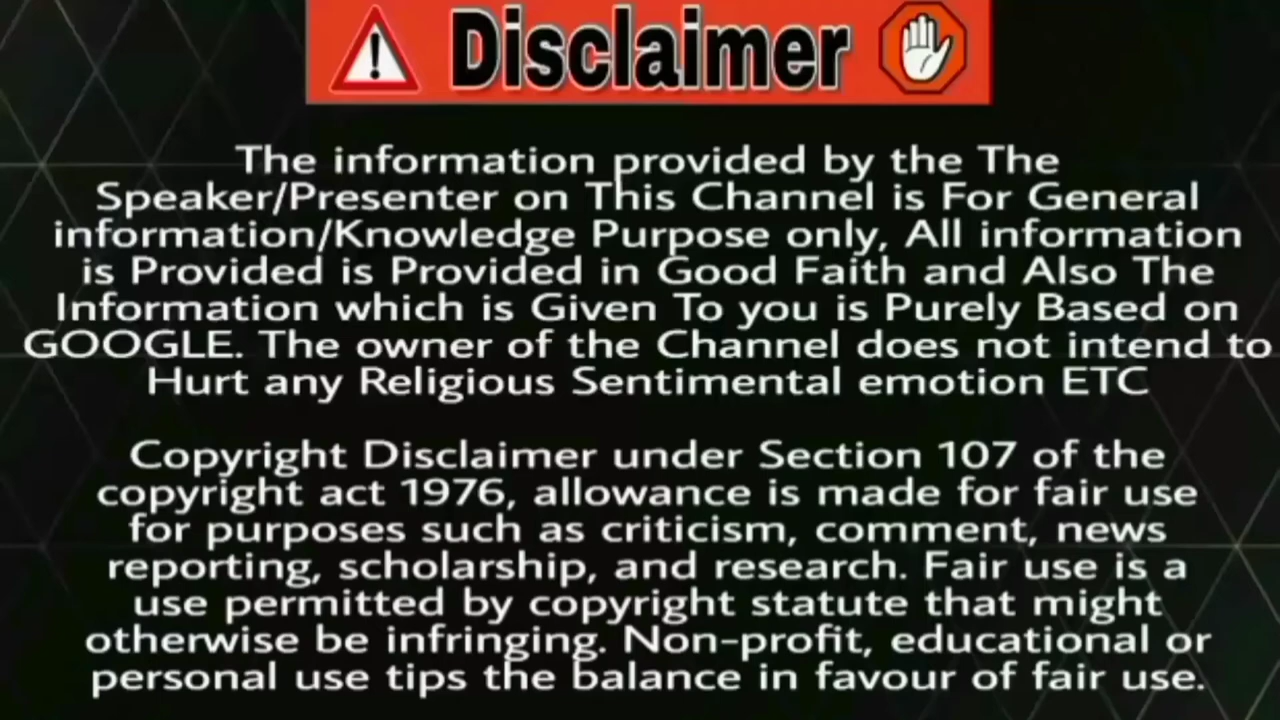 Disclaimer
The information provided by the The
Speaker/Presenter on This Channel is For General
information/Knowledge Purpose only, All information
is Provided is Provided in Good Faith and Also The
Information which is Given To you is Purely Based on
GOOGLE. The owner of the Channel does not intend to
Hurt any Religious Sentimental emotion ETC
Copyright Disclaimer under Section 107 of the
copyright act 1976, allowance is made for fair use
for purposes such as criticism, comment, news
reporting, scholarship, and research. Fair use is a
use permitted by copyright statute that might
otherwise be infringing. Non-profit, educational or
personal use tips the balance in favour of fair use.